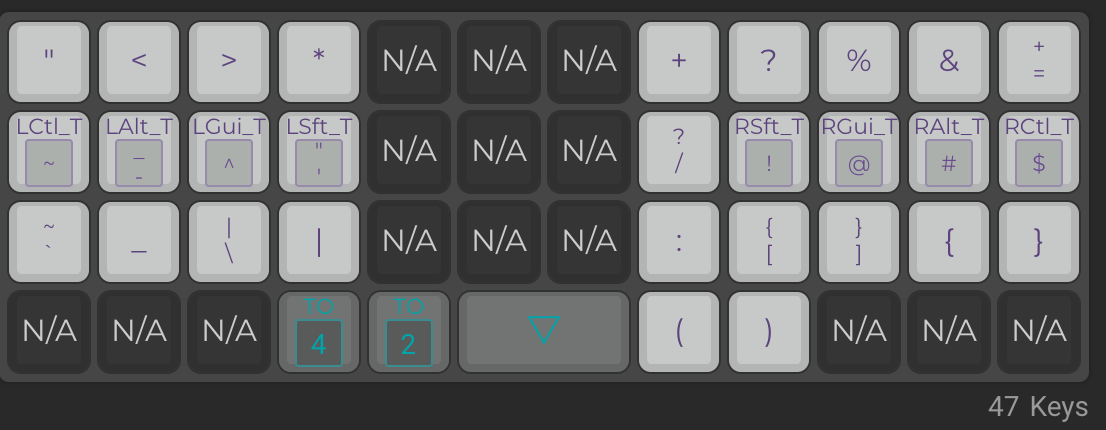 " < > * N/A N/A N/A + ? % & + =
LCtl_T ~ LAlt_T _ - LGui_T ^ LSft_T " ' N/A N/A N/A ? / RSft_T ! RGui_T @ RAlt_T # RCtl_T $
~ ` _ | \ | N/A N/A N/A : { [ } ] { }
N/A N/A N/A TO 4 TO 2 ▽ ( ) N/A N/A N/A
47 Keys